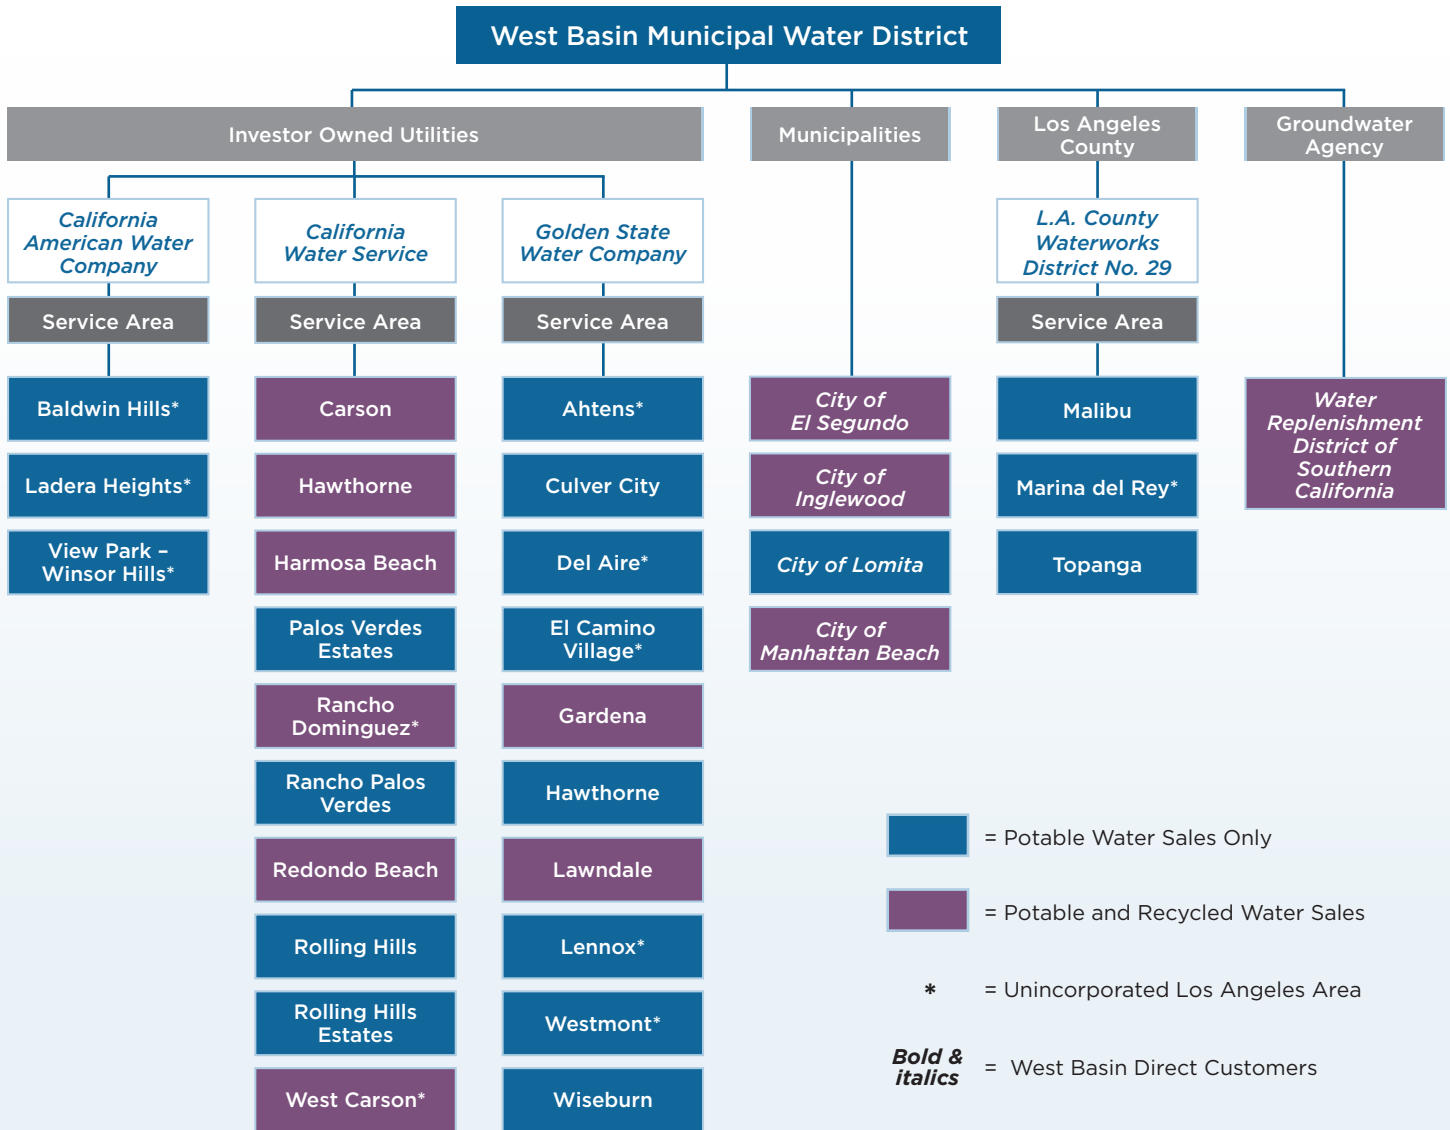 West Basin Municipal Water District
Investor Owned Utilities
Municipalities
Los Angeles
County
Groundwater
Agency
California
American Water
Company
California
Water Service
Golden State
Water Company
L.A. County
Waterworks
District No. 29
Service Area
Service Area
Service Area
Service Area
Baldwin Hills*
Ladera Heights*
View Park –
Winsor Hills*
Carson
Hawthorne
Harmosa Beach
Palos Verdes
Estates
Rancho
Dominguez*
Rancho Palos
Verdes
Redondo Beach
Rolling Hills
Rolling Hills
Estates
West Carson*
Ahtens*
Culver City
Del Aire*
El Camino
Village*
Gardena
Hawthorne
Lawndale
Lennox*
Westmont*
Wiseburn
City of
El Segundo
City of
Inglewood
City of Lomita
City of
Manhattan Beach
Malibu
Marina del Rey*
Topanga
Water
Replenishment
District of
Southern
California
= Potable Water Sales Only
= Potable and Recycled Water Sales
* = Unincorporated Los Angeles Area
Bold &
italics = West Basin Direct Customers